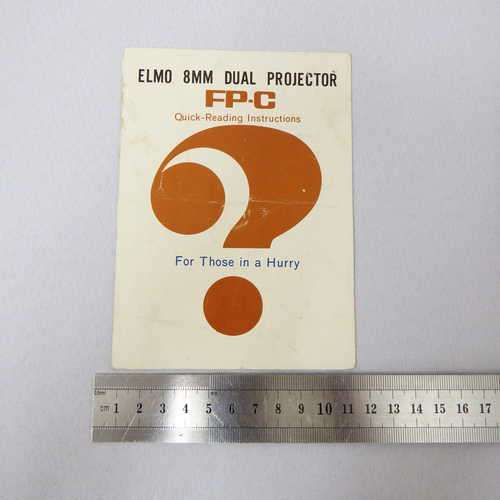 ELMO 8MM DUAL PROJECTOR
FP-C
Quick-Reading Instructions
For Those in a Hurry
cm 1 2 3 4 5 6 7 8 9 10 11 12 13 14 15 16 17